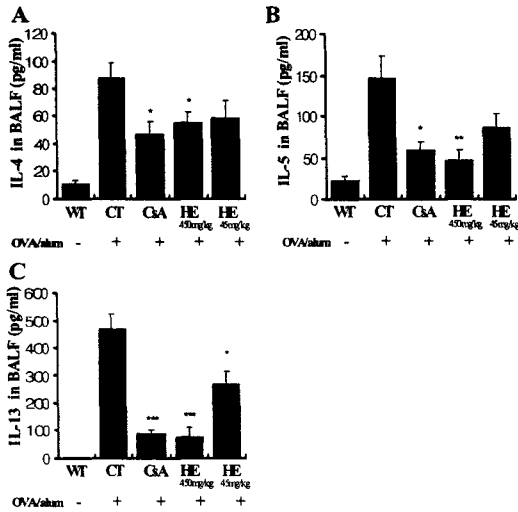 A
IL-4 in BALF (pg/ml)
120
100
80
60
40
20
0
* *
WT CT CsA HE HE
450mg/kg 45mg/kg
OVA/alum - + + + +
B
IL-5 in BALF (pg/ml)
200
150
100
50
0
* **
WT CT CsA HE HE
450mg/kg 45mg/kg
OVA/alum - + + + +
C
IL-13 in BALF (pg/ml)
600
500
400
300
200
100
0
*** *** *
WT CT CsA HE HE
450mg/kg 45mg/kg
OVA/alum - + + + +